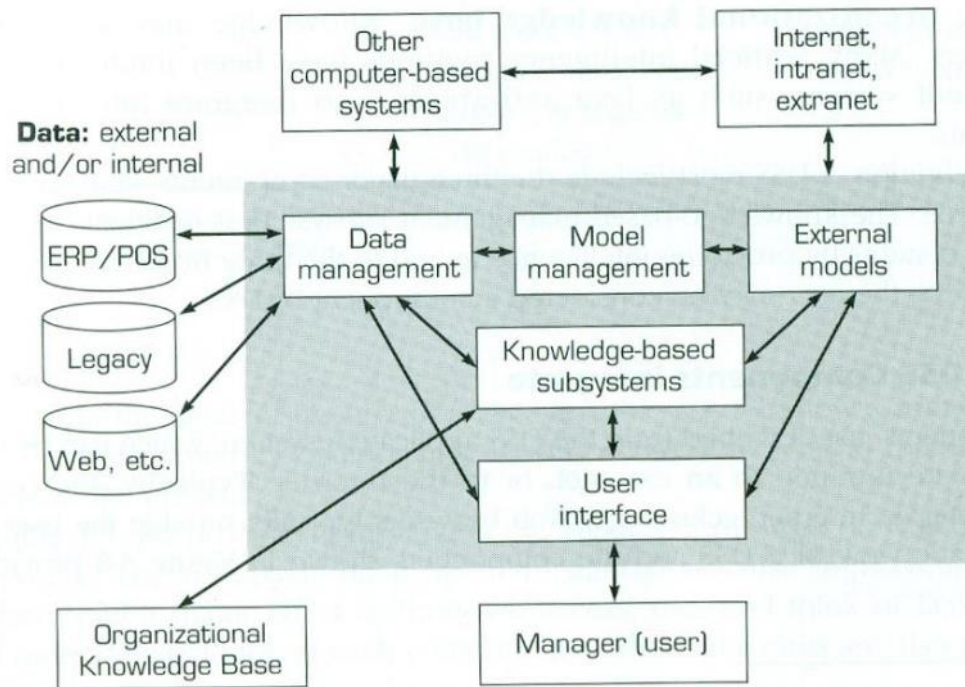 Other
computer-based
systems
Internet,
intranet,
extranet
Data: external
and/or internal
ERP/POS
Data
management
Model
management
External
models
Legacy
Knowledge-based
subsystems
Web, etc.
User
interface
Organizational
Knowledge Base
Manager (user)